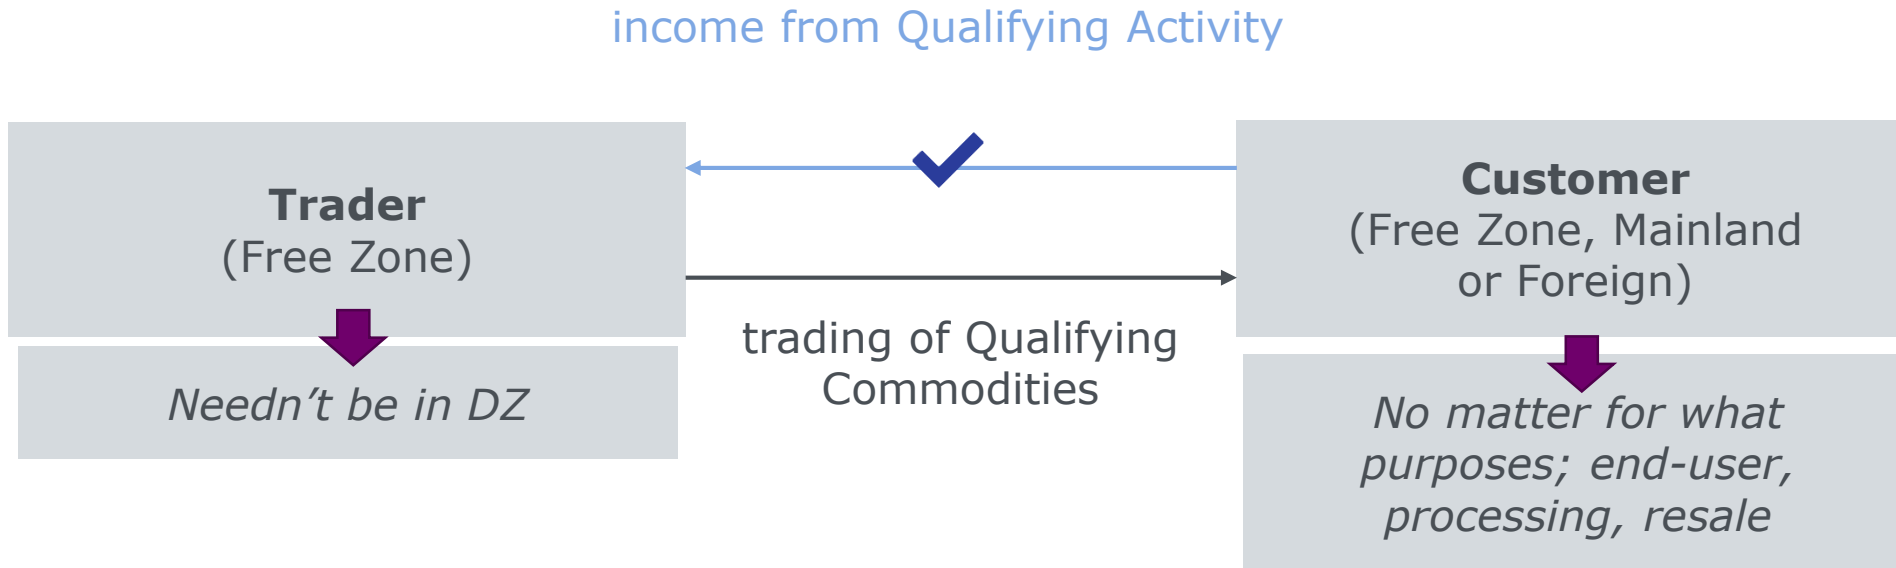 income from Qualifying Activity
Trader
(Free Zone)
Needn’t be in DZ
trading of Qualifying
Commodities
Customer
(Free Zone, Mainland
or Foreign)
No matter for what
purposes; end-user,
processing, resale